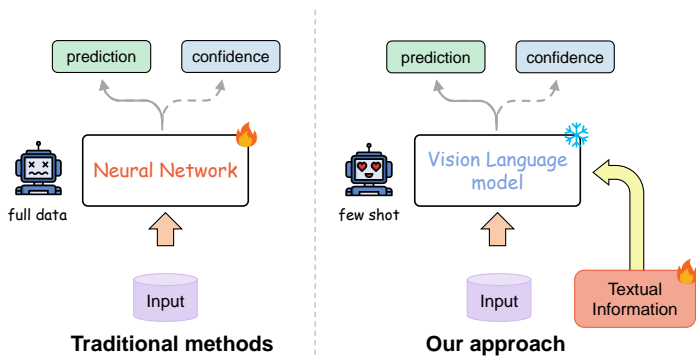 prediction
confidence
Neural Network
full data
Input
Traditional methods
prediction
confidence
Vision Language
model
few shot
Input
Textual
Information
Our approach